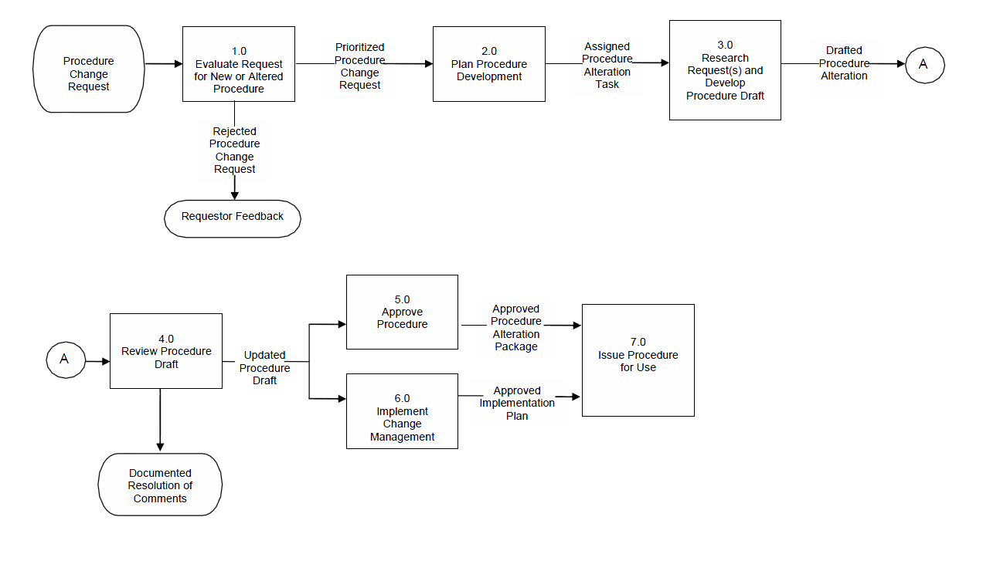 Procedure
Change
Request
1.0
Evaluate Request
for New or Altered
Procedure
Prioritized
Procedure
Change
Request
2.0
Plan Procedure
Development
Assigned
Procedure
Alteration
Task
3.0
Research
Request(s) and
Develop
Procedure Draft
Drafted
Procedure
Alteration
A
Rejected
Procedure
Change
Request
Requestor Feedback
A
4.0
Review Procedure
Draft
Updated
Procedure
Draft
5.0
Approve
Procedure
Approved
Procedure
Alteration
Package
6.0
Implement
Change
Management
Approved
Implementation
Plan
7.0
Issue Procedure
for Use
Documented
Resolution of
Comments